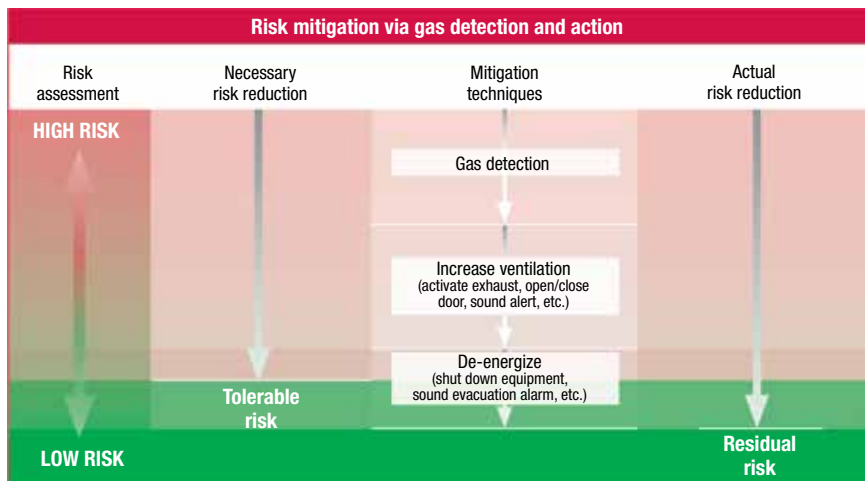 Risk mitigation via gas detection and action
Risk
assessment
Necessary
risk reduction
Mitigation
techniques
Actual
risk reduction
HIGH RISK
Gas detection
Increase ventilation
(activate exhaust, open/close
door, sound alert, etc.)
De-energize
(shut down equipment,
sound evacuation alarm, etc.)
Tolerable
risk
LOW RISK
Residual
risk